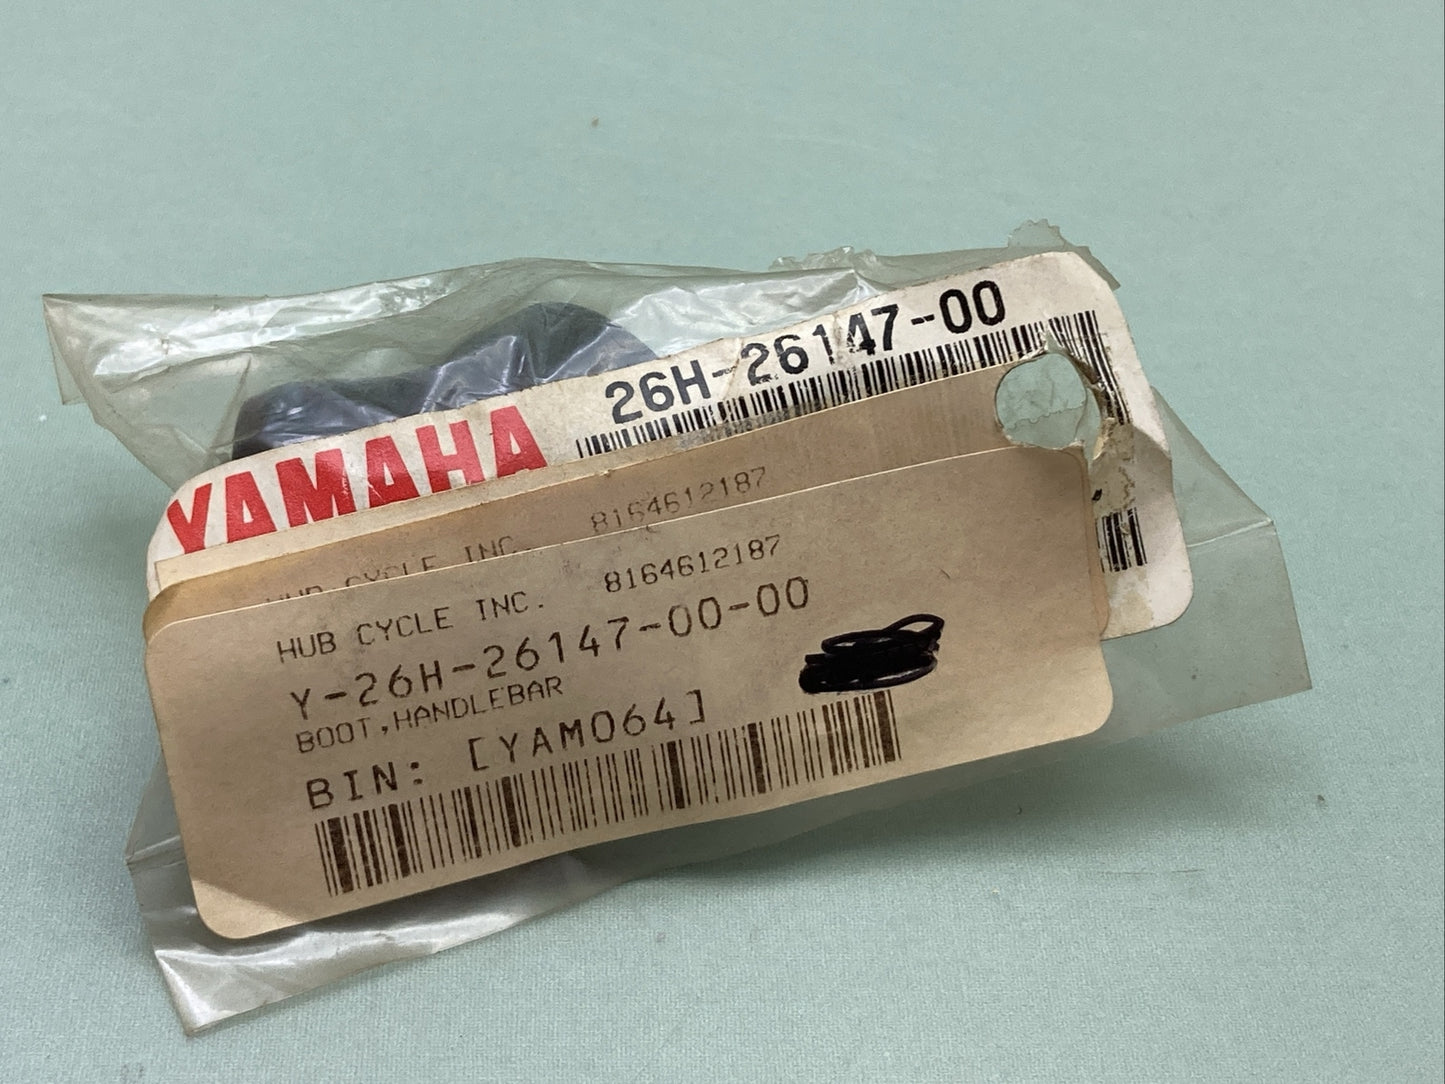 26H-26147-00
YAMAHA
8164612187
HUB CYCLE INC.
HUB CYCLE INC. 8164612187
Y-26H-26147-00-00
BOOT,HANDLEBAR
BIN: [YAM064]